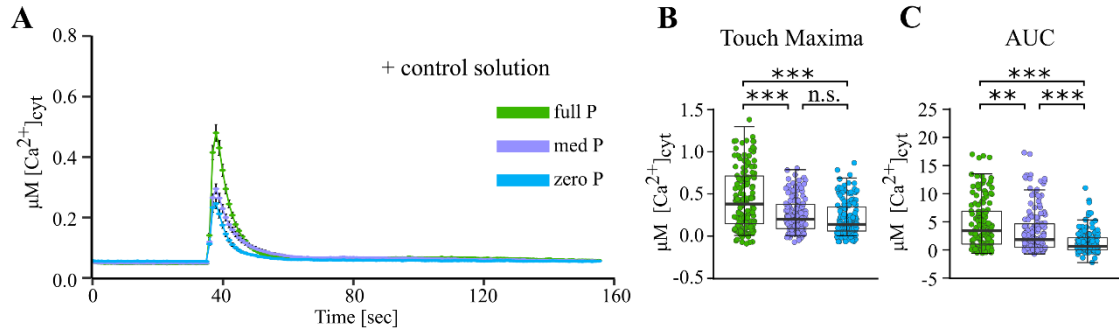 A
0.8
0.6
0.4
0.2
0.0
μM [Ca²⁺]cyt
+ control solution
full P
med P
zero P
0
40
80
120
160
Time [sec]
B
Touch Maxima
***
***
n.s.
1.5
1.0
0.5
0.0
-0.5
μM [Ca²⁺]cyt
C
AUC
***
**
***
25
20
15
10
5
0
-5
μM [Ca²⁺]cyt